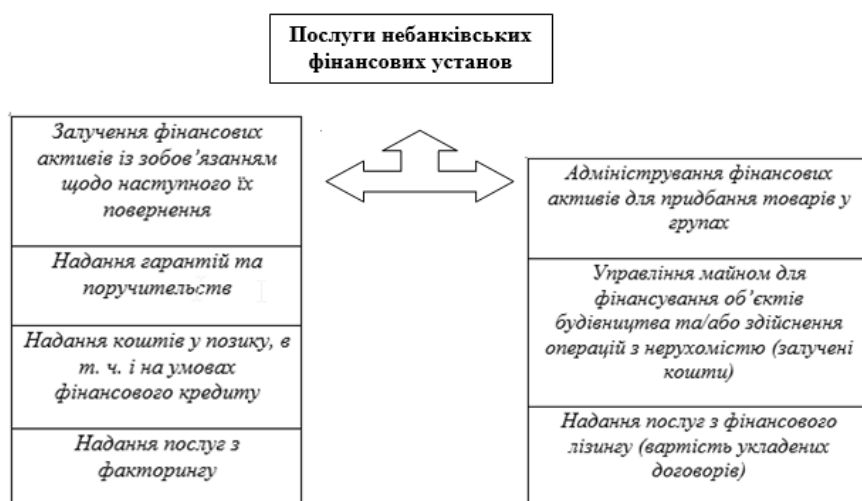 Послуги небанківських
фінансових установ
Залучення фінансових
активів із зобов’язанням
щодо наступного їх
повернення
Надання гарантій та
поручительств
Надання коштів у позику, в
т. ч. і на умовах
фінансового кредиту
Надання послуг з
факторингу
Адміністрування фінансових
активів для придбання товарів у
групах
Управління майном для
фінансування об’єктів
будівництва та/або здійснення
операцій з нерухомістю (залучені
кошти)
Надання послуг з фінансового
лізингу (вартість укладених
договорів)